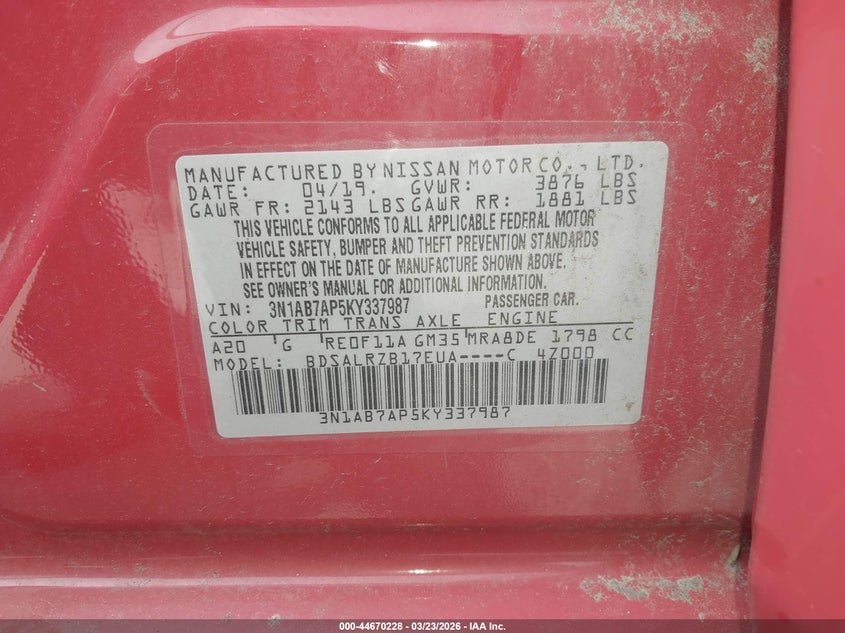 MANUFACTURED BY NISSAN MOTOR CO., LTD.
DATE: 04/19. GVWR: 3876 LBS
GAWR FR: 2143 LBS GAWR RR: 1881 LBS
THIS VEHICLE CONFORMS TO ALL APPLICABLE FEDERAL MOTOR
VEHICLE SAFETY, BUMPER AND THEFT PREVENTION STANDARDS
IN EFFECT ON THE DATE OF MANUFACTURE SHOWN ABOVE.
SEE OWNER'S MANUAL FOR ADDITIONAL INFORMATION.
VIN: 3N1AB7AP5KY337987 PASSENGER CAR.
COLOR TRIM TRANS AXLE ENGINE
A20 G RE0F11A GM35 MRA8DE 1798 CC
MODEL: BDSALRZB17EUA----C 4Z000
3N1AB7AP5KY337987
000-44670228 - 03/23/2026 - IAA Inc.